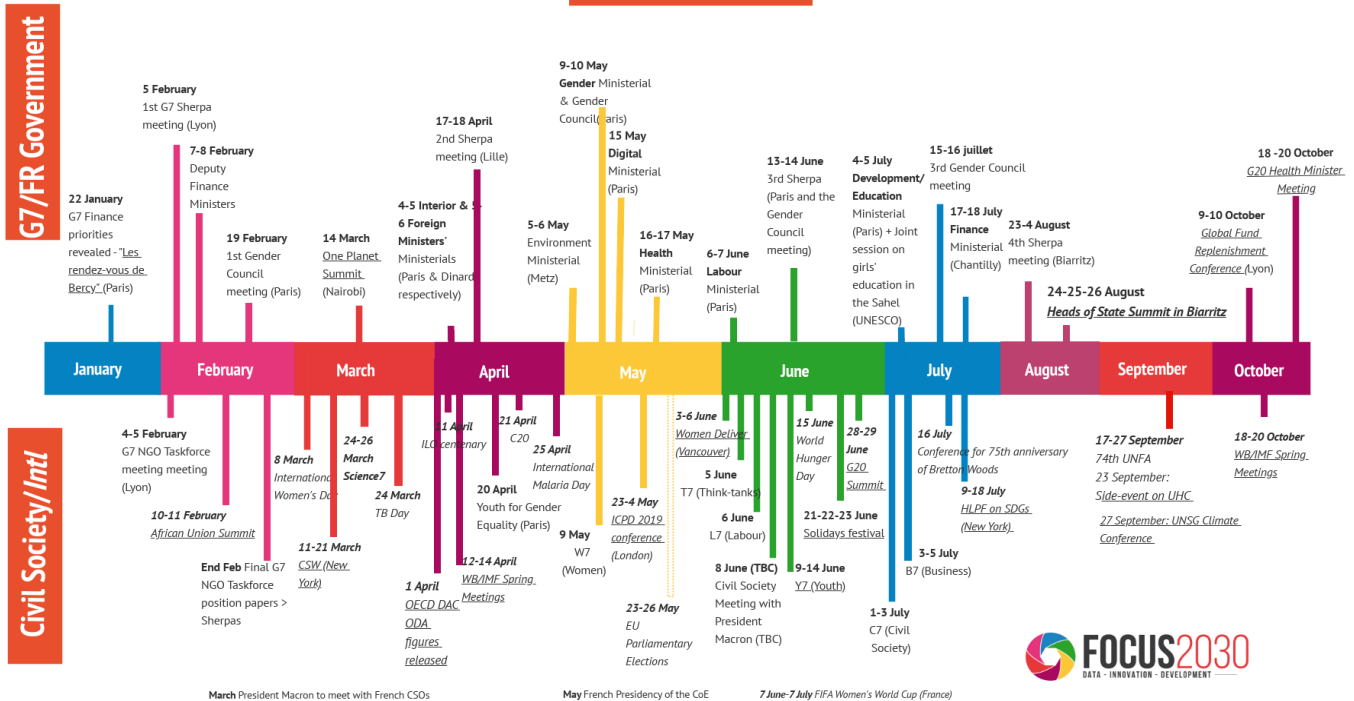 G7/FR Government
5 February
1st G7 Sherpa
meeting (Lyon)
7-8 February
Deputy
Finance
Ministers
22 January
G7 Finance
priorities
revealed - "Les
rendez-vous de
Bercy" (Paris)
19 February
1st Gender
Council
meeting (Paris)
14 March
One Planet
Summit
(Nairobi)
17-18 April
2nd Sherpa
meeting (Lille)
4-5 Interior & 5-
6 Foreign
Ministers'
Ministerials
(Paris & Dinard
respectively)
9-10 May
Gender Ministerial
& Gender
Council(Paris)
15 May
Digital
Ministerial
(Paris)
5-6 May
Environment
Ministerial
(Metz)
16-17 May
Health
Ministerial
(Paris)
6-7 June
Labour
Ministerial
(Paris)
13-14 June
3rd Sherpa
(Paris and the
Gender
Council
meeting)
4-5 July
Development/
Education
Ministerial
(Paris) + Joint
session on
girls'
education in
the Sahel
(UNESCO)
15-16 juillet
3rd Gender Council
meeting
17-18 July
Finance
Ministerial
(Chantilly)
23-4 August
4th Sherpa
meeting (Biarritz)
24-25-26 August
Heads of State Summit in Biarritz
9-10 October
Global Fund
Replenishment
Conference (Lyon)
18 -20 October
G20 Health Minister
Meeting
January
February
March
April
May
June
July
August
September
October
Civil Society/Intl
4-5 February
G7 NGO Taskforce
meeting meeting
(Lyon)
10-11 February
African Union Summit
End Feb Final G7
NGO Taskforce
position papers >
Sherpas
8 March
International
Women's Day
11-21 March
CSW (New
York)
24-26
March
Science7
24 March
TB Day
1 April
OECD DAC
ODA
figures
released
11 April
ILO centenary
12-14 April
WB/IMF Spring
Meetings
20 April
Youth for Gender
Equality (Paris)
21 April
C20
25 April
International
Malaria Day
9 May
W7
(Women)
23-4 May
ICPD 2019
conference
(London)
23-26 May
EU
Parliamentary
Elections
3-6 June
Women Deliver
(Vancouver)
5 June
T7 (Think-tanks)
6 June
L7 (Labour)
8 June (TBC)
Civil Society
Meeting with
President
Macron (TBC)
9-14 June
Y7 (Youth)
15 June
World
Hunger
Day
21-22-23 June
Solidays festival
28-29
June
G20
Summit
1-3 July
C7 (Civil
Society)
3-5 July
B7 (Business)
16 July
Conference for 75th anniversary
of Bretton Woods
9-18 July
HLPF on SDGs
(New York)
17-27 September
74th UNFA
23 September:
Side-event on UHC
27 September: UNSG Climate
Conference
18-20 October
WB/IMF Spring
Meetings
FOCUS2030
DATA - INNOVATION - DEVELOPMENT
March President Macron to meet with French CSOs
May French Presidency of the CoE
7 June-7 July FIFA Women's World Cup (France)